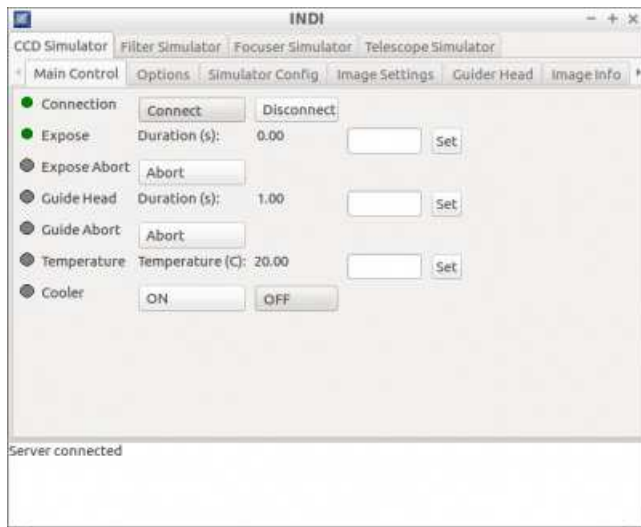 INDI
CCD Simulator Filter Simulator Focuser Simulator Telescope Simulator
Main Control Options Simulator Config Image Settings Guider Head Image Info
Connection Connect Disconnect
Expose Duration (s): 0.00 Set
Expose Abort Abort
Guide Head Duration (s): 1.00 Set
Guide Abort Abort
Temperature Temperature (C): 20.00 Set
Cooler ON OFF
Server connected